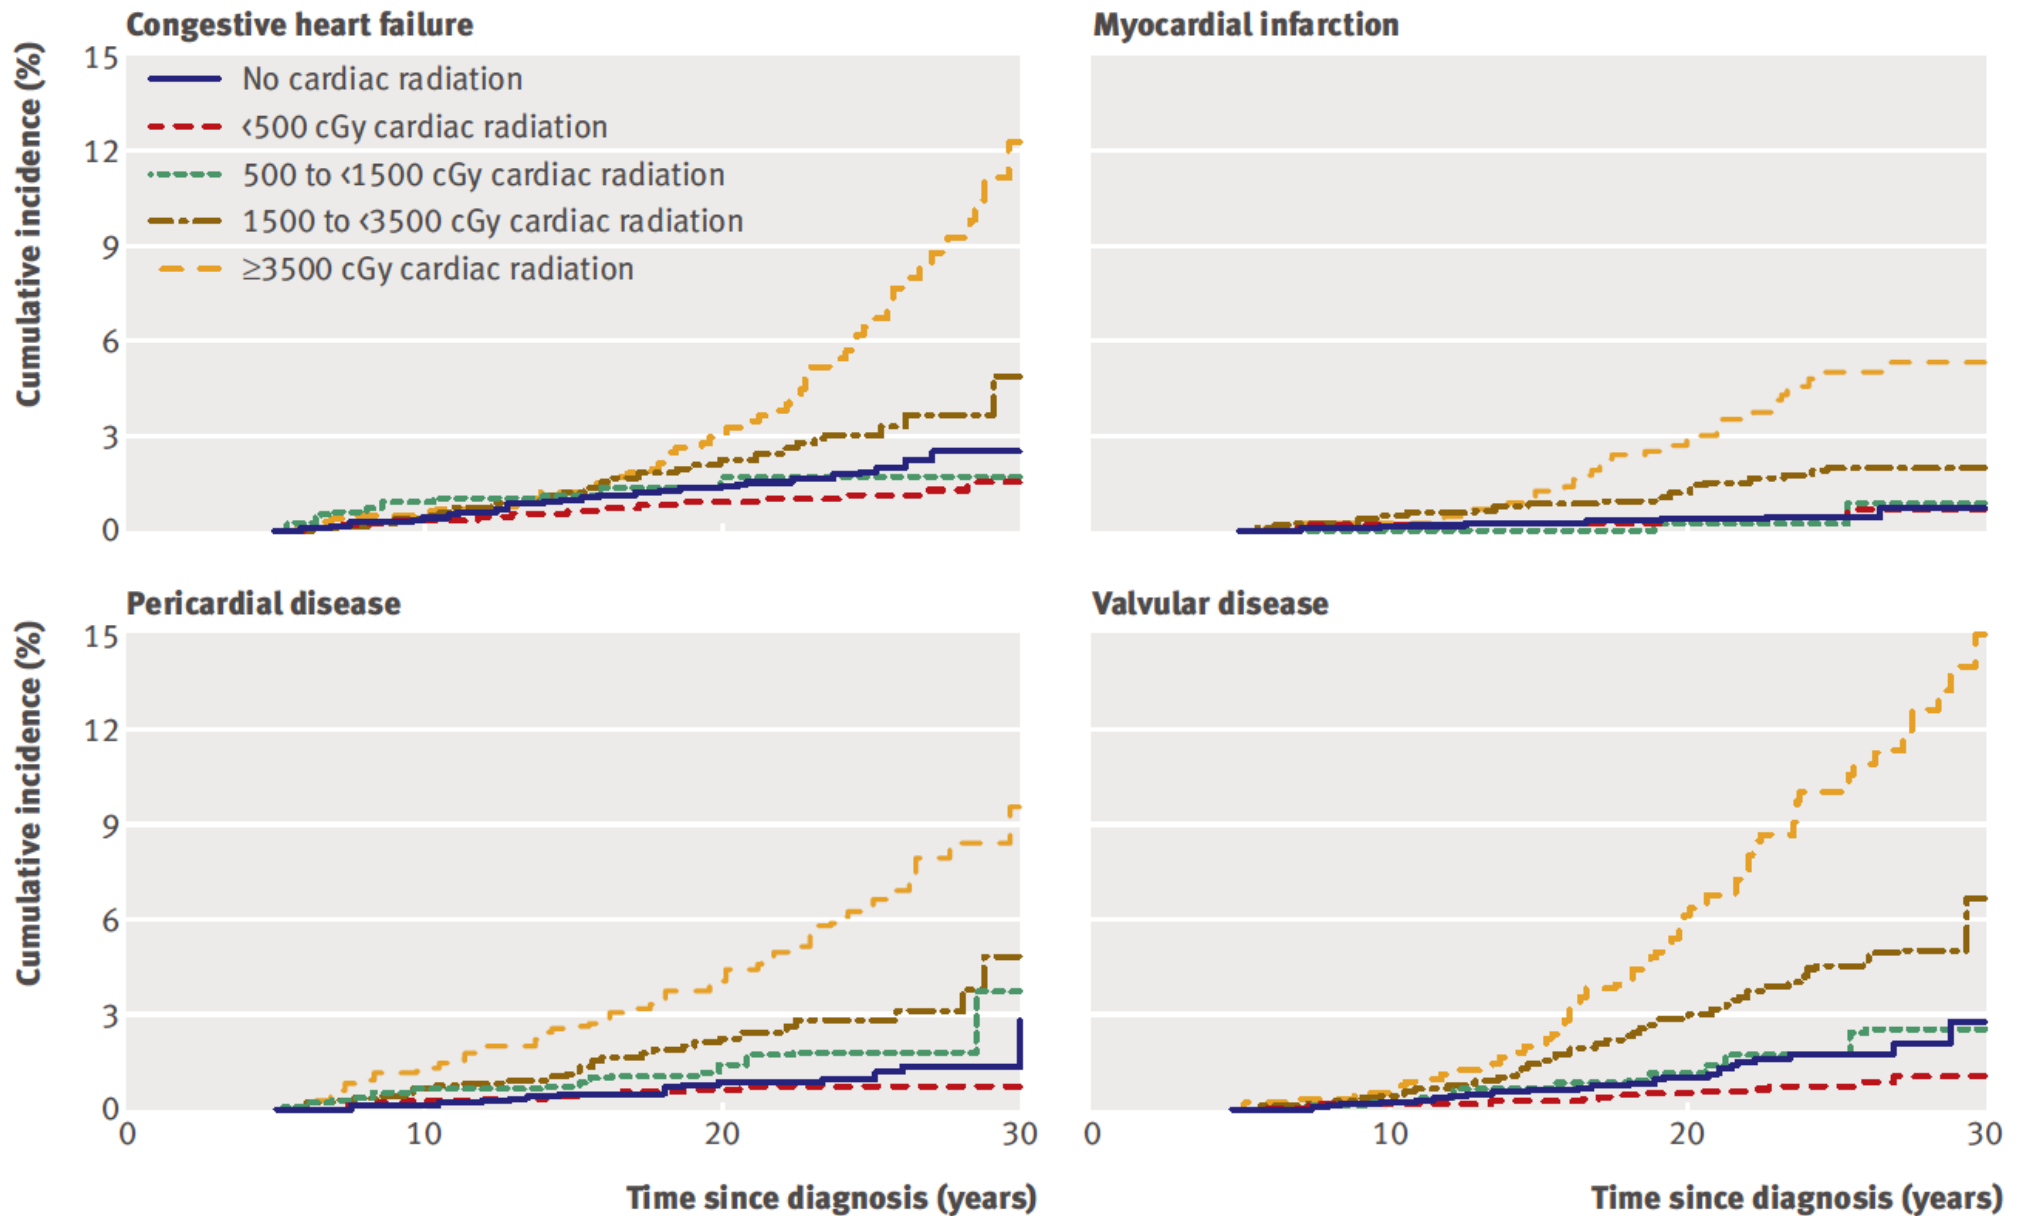 Congestive heart failure
Cumulative incidence (%)
15
12
9
6
3
0
No cardiac radiation
<500 cGy cardiac radiation
500 to <1500 cGy cardiac radiation
1500 to <3500 cGy cardiac radiation
≥3500 cGy cardiac radiation
Myocardial infarction
Pericardial disease
Cumulative incidence (%)
15
12
9
6
3
0
0 10 20 30
Time since diagnosis (years)
Valvular disease
0 10 20 30
Time since diagnosis (years)